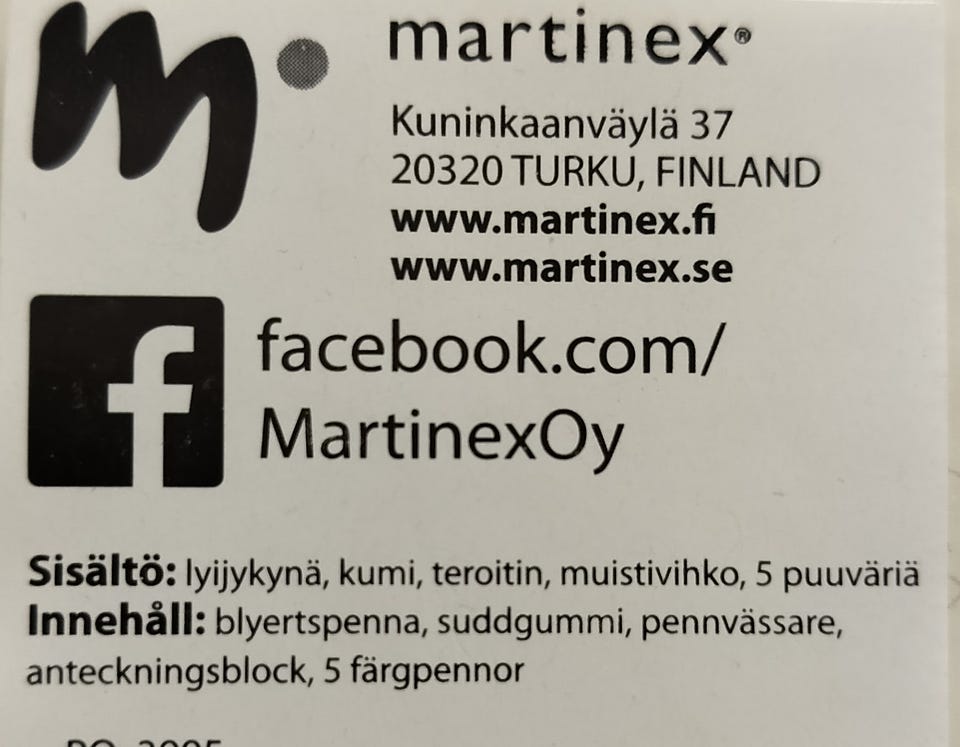 m.
martinex®
Kuninkaanväylä 37
20320 TURKU, FINLAND
www.martinex.fi
www.martinex.se
f
facebook.com/
MartinexOy
Sisältö: lyijykynä, kumi, teroitin, muistivihko, 5 puuväriä
Innehåll: blyertspenna, suddgummi, pennvässare,
anteckningsblock, 5 färgpennor